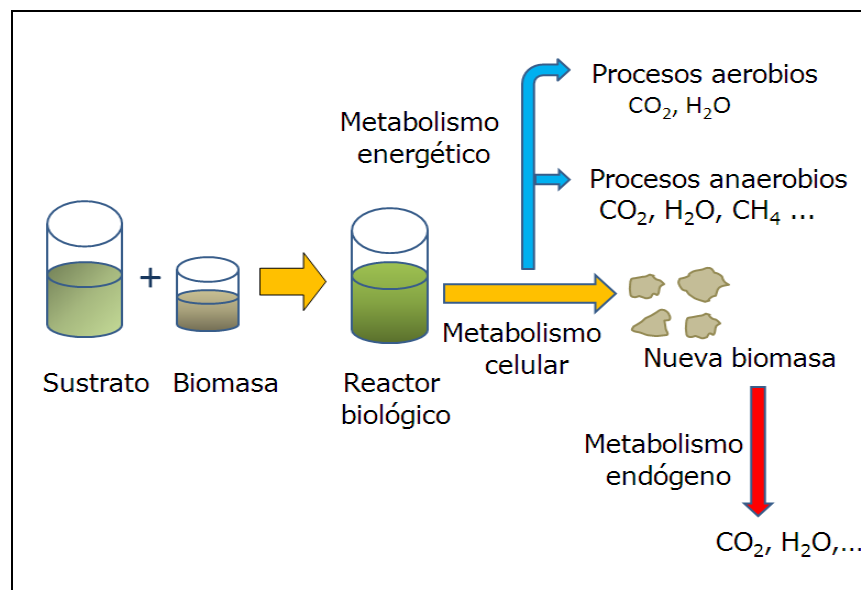 Procesos aerobios
CO₂, H₂O
Metabolismo
energético
Procesos anaerobios
CO₂, H₂O, CH₄ ...
+
Sustrato
Biomasa
Reactor
biológico
Metabolismo
celular
Nueva biomasa
Metabolismo
endógeno
CO₂, H₂O,...